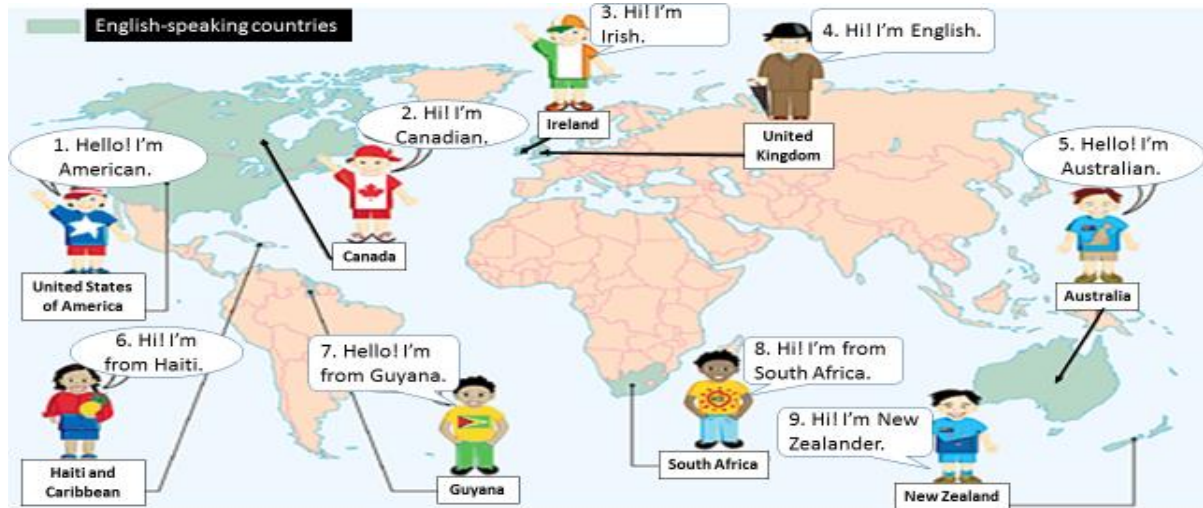 English-speaking countries
3. Hi! I'm
Irish.
4. Hi! I'm English.
2. Hi! I'm
Canadian.
1. Hello! I'm
American.
Ireland
United
Kingdom
5. Hello! I'm
Australian.
Canada
United States
of America
Australia
6. Hi! I'm
from Haiti.
7. Hello! I'm
from Guyana.
8. Hi! I'm from
South Africa.
9. Hi! I'm New
Zealander.
Haiti and
Caribbean
Guyana
South Africa
New Zealand